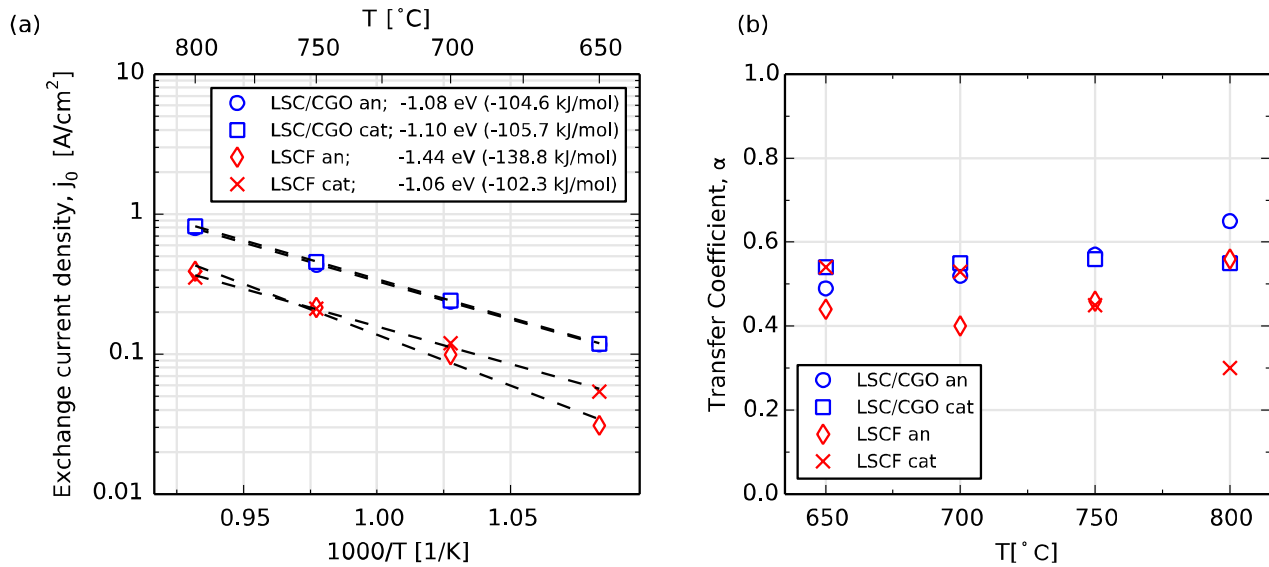 (a)
T [˚C]
800 750 700 650
Exchange current density, j₀ [A/cm²]
10
1
0.1
0.01
LSC/CGO an; -1.08 eV (-104.6 kJ/mol)
LSC/CGO cat; -1.10 eV (-105.7 kJ/mol)
LSCF an; -1.44 eV (-138.8 kJ/mol)
LSCF cat; -1.06 eV (-102.3 kJ/mol)
0.95 1.00 1.05
1000/T [1/K]
(b)
Transfer Coefficient, α
1.0
0.8
0.6
0.4
0.2
0.0
LSC/CGO an
LSC/CGO cat
LSCF an
LSCF cat
650 700 750 800
T[˚C]